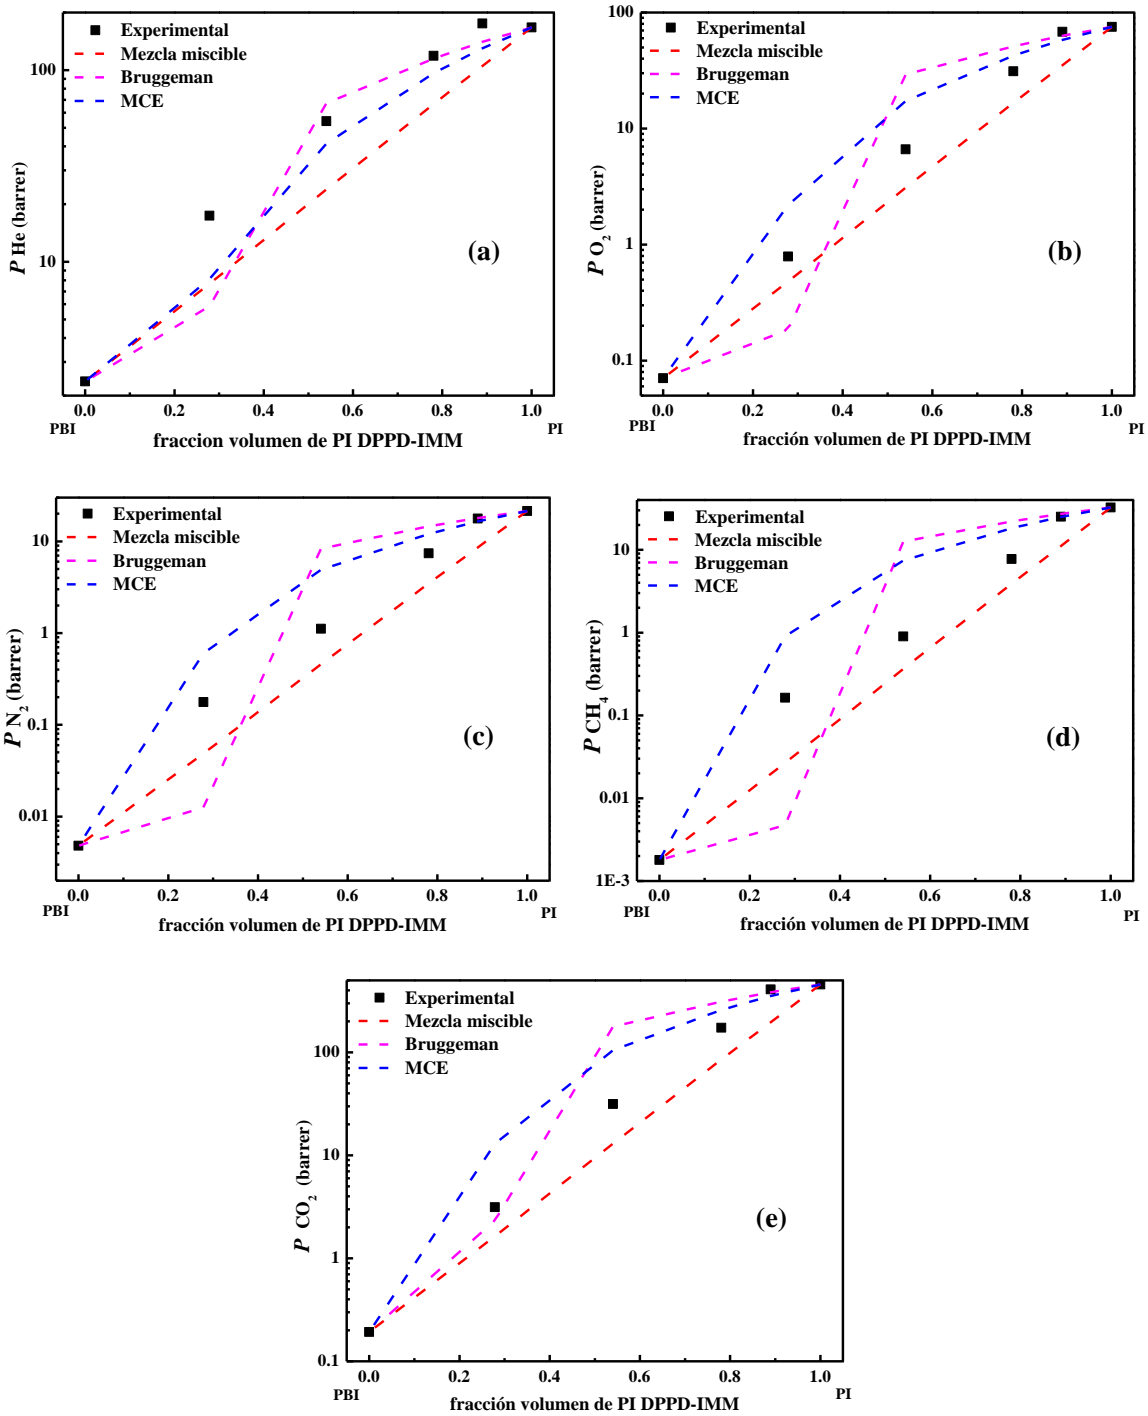 Experimental
Mezcla miscible
Bruggeman
MCE
100
10
P He (barrer)
(a)
0.0 0.2 0.4 0.6 0.8 1.0
PBI PI
fraccion volumen de PI DPPD-IMM
100
10
1
0.1
Experimental
Mezcla miscible
Bruggeman
MCE
P O2 (barrer)
(b)
0.0 0.2 0.4 0.6 0.8 1.0
PBI PI
fracción volumen de PI DPPD-IMM
10
1
0.1
0.01
Experimental
Mezcla miscible
Bruggeman
MCE
P N2 (barrer)
(c)
0.0 0.2 0.4 0.6 0.8 1.0
PBI PI
fracción volumen de PI DPPD-IMM
10
1
0.1
0.01
1E-3
Experimental
Mezcla miscible
Bruggeman
MCE
P CH4 (barrer)
(d)
0.0 0.2 0.4 0.6 0.8 1.0
PBI PI
fracción volumen de PI DPPD-IMM
100
10
1
0.1
Experimental
Mezcla miscible
Bruggeman
MCE
P CO2 (barrer)
(e)
0.0 0.2 0.4 0.6 0.8 1.0
PBI PI
fracción volumen de PI DPPD-IMM